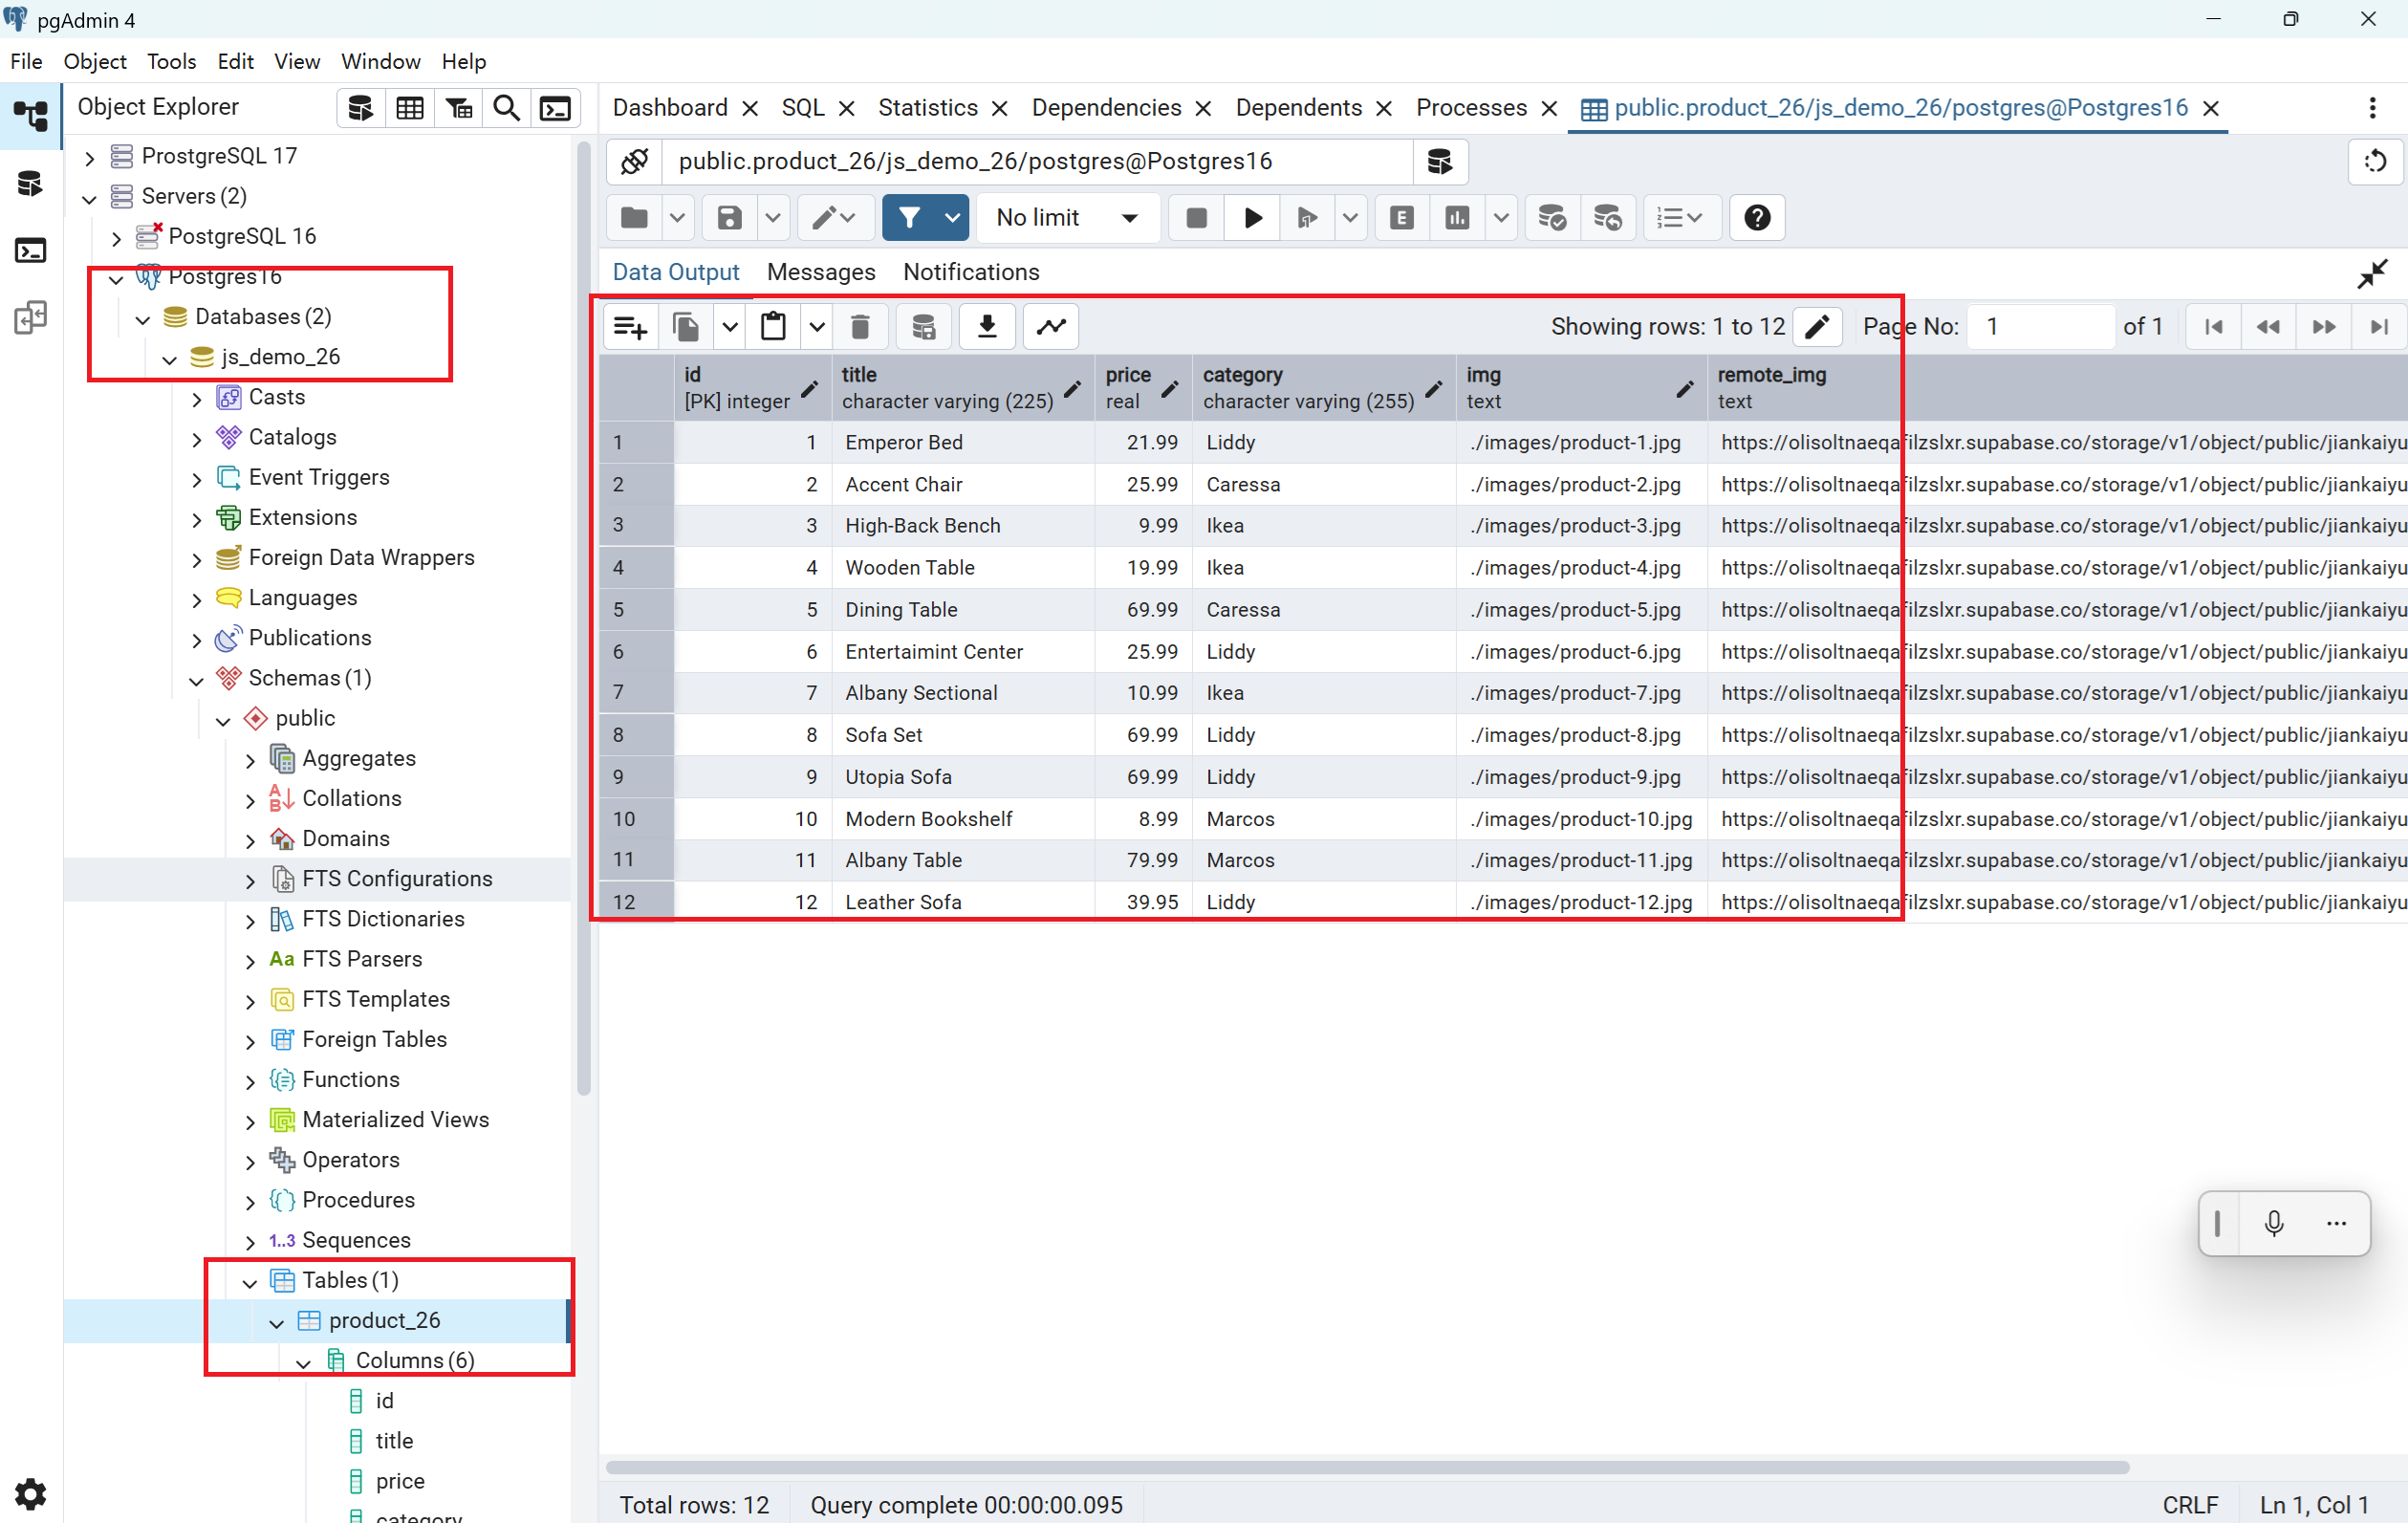 pgAdmin 4
File Object Tools Edit View Window Help
Object Explorer
ProstgreSQL 17
Servers (2)
PostgreSQL 16
Postgres16
Databases (2)
js_demo_26
Casts
Catalogs
Event Triggers
Extensions
Foreign Data Wrappers
Languages
Publications
Schemas (1)
public
Aggregates
Collations
Domains
FTS Configurations
FTS Dictionaries
Aa FTS Parsers
FTS Templates
Foreign Tables
Functions
Materialized Views
Operators
Procedures
1..3 Sequences
Tables (1)
product_26
Columns (6)
id
title
price
category
Dashboard SQL Statistics Dependencies Dependents Processes public.product_26/js_demo_26/postgres@Postgres16
public.product_26/js_demo_26/postgres@Postgres16
No limit E
Data Output Messages Notifications
Showing rows: 1 to 12 Page No: 1 of 1
id title price category img remote_img
[PK] integer character varying (225) real character varying (255) text text
1 1 Emperor Bed 21.99 Liddy ./images/product-1.jpg https://olisoltnaeqafilzslxr.supabase.co/storage/v1/object/public/jiankaiyu
2 2 Accent Chair 25.99 Caressa ./images/product-2.jpg https://olisoltnaeqafilzslxr.supabase.co/storage/v1/object/public/jiankaiyu
3 3 High-Back Bench 9.99 Ikea ./images/product-3.jpg https://olisoltnaeqafilzslxr.supabase.co/storage/v1/object/public/jiankaiyu
4 4 Wooden Table 19.99 Ikea ./images/product-4.jpg https://olisoltnaeqafilzslxr.supabase.co/storage/v1/object/public/jiankaiyu
5 5 Dining Table 69.99 Caressa ./images/product-5.jpg https://olisoltnaeqafilzslxr.supabase.co/storage/v1/object/public/jiankaiyu
6 6 Entertaimint Center 25.99 Liddy ./images/product-6.jpg https://olisoltnaeqafilzslxr.supabase.co/storage/v1/object/public/jiankaiyu
7 7 Albany Sectional 10.99 Ikea ./images/product-7.jpg https://olisoltnaeqafilzslxr.supabase.co/storage/v1/object/public/jiankaiyu
8 8 Sofa Set 69.99 Liddy ./images/product-8.jpg https://olisoltnaeqafilzslxr.supabase.co/storage/v1/object/public/jiankaiyu
9 9 Utopia Sofa 69.99 Liddy ./images/product-9.jpg https://olisoltnaeqafilzslxr.supabase.co/storage/v1/object/public/jiankaiyu
10 10 Modern Bookshelf 8.99 Marcos ./images/product-10.jpg https://olisoltnaeqafilzslxr.supabase.co/storage/v1/object/public/jiankaiyu
11 11 Albany Table 79.99 Marcos ./images/product-11.jpg https://olisoltnaeqafilzslxr.supabase.co/storage/v1/object/public/jiankaiyu
12 12 Leather Sofa 39.95 Liddy ./images/product-12.jpg https://olisoltnaeqafilzslxr.supabase.co/storage/v1/object/public/jiankaiyu
Total rows: 12 Query complete 00:00:00.095 CRLF Ln 1, Col 1